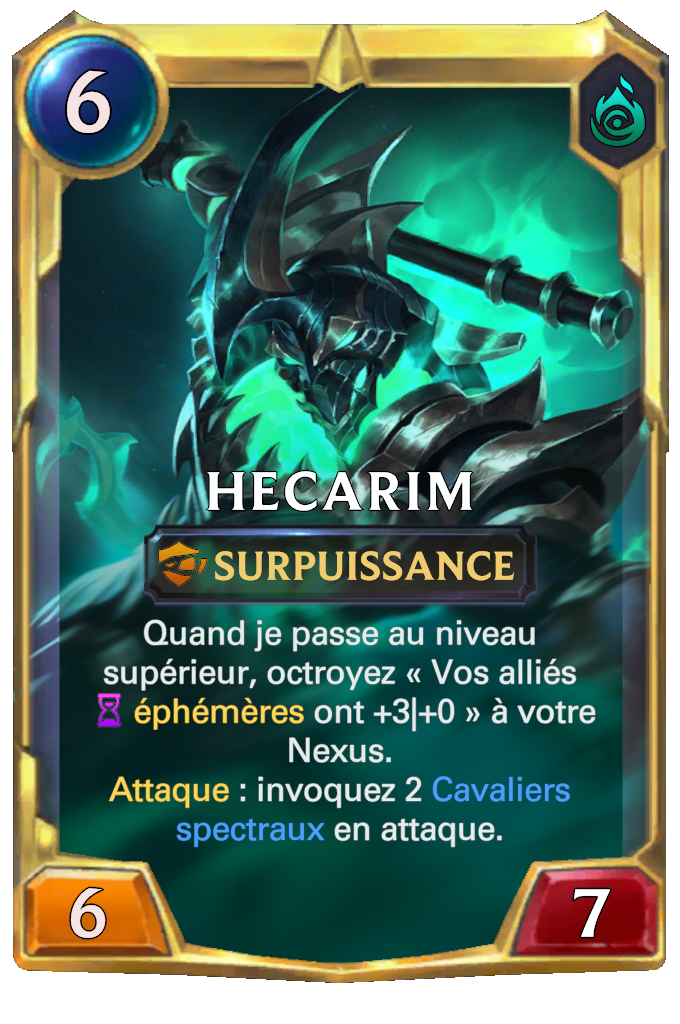 6
HECARIM
SURPUISSANCE
Quand je passe au niveau
supérieur, octroyez « Vos alliés
éphémères ont +3|+0 » à votre
Nexus.
Attaque : invoquez 2 Cavaliers
spectraux en attaque.
6
7